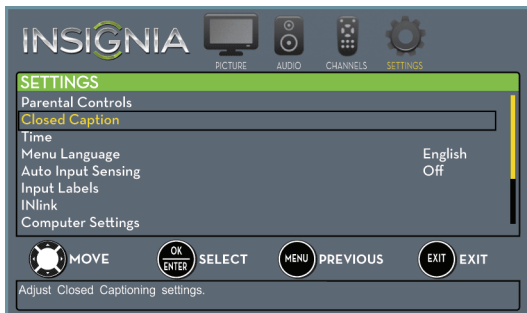 INSIGNIA
PICTURE AUDIO CHANNELS SETTINGS
SETTINGS
Parental Controls
Closed Caption
Time
Menu Language English
Auto Input Sensing Off
Input Labels
INlink
Computer Settings
MOVE OK ENTER SELECT MENU PREVIOUS EXIT EXIT
Adjust Closed Captioning settings.